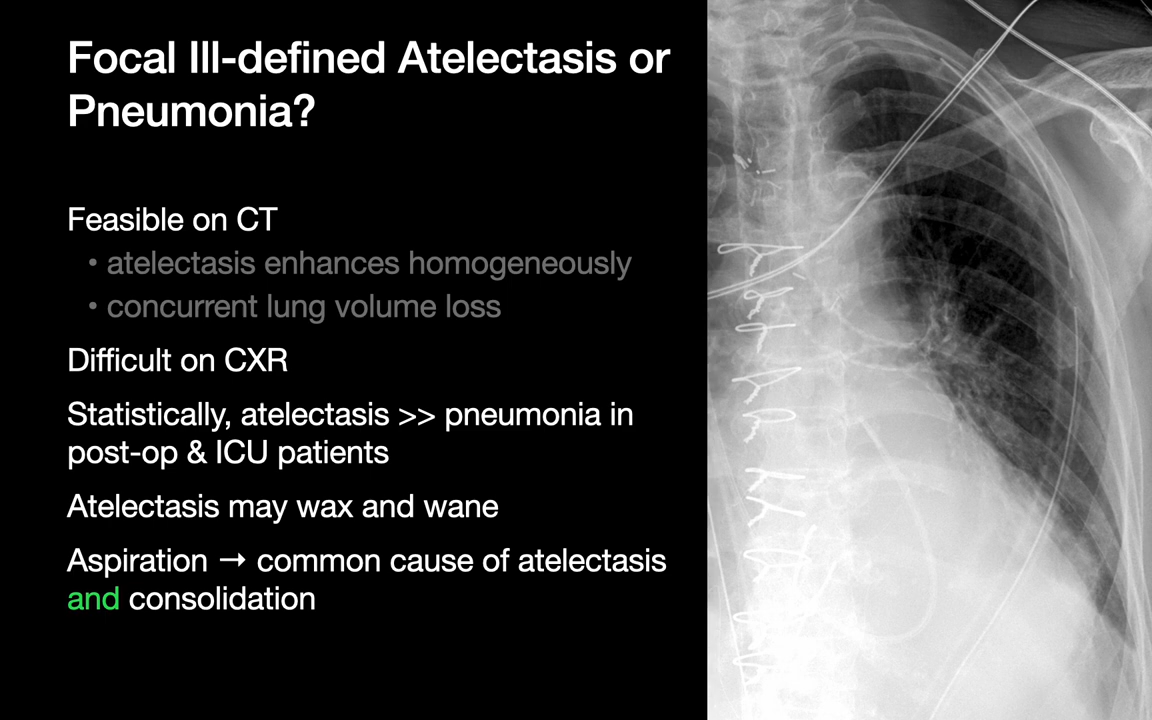 Focal Ill-defined Atelectasis or
Pneumonia?
Feasible on CT
• atelectasis enhances homogeneously
• concurrent lung volume loss
Difficult on CXR
Statistically, atelectasis >> pneumonia in
post-op & ICU patients
Atelectasis may wax and wane
Aspiration → common cause of atelectasis
and consolidation